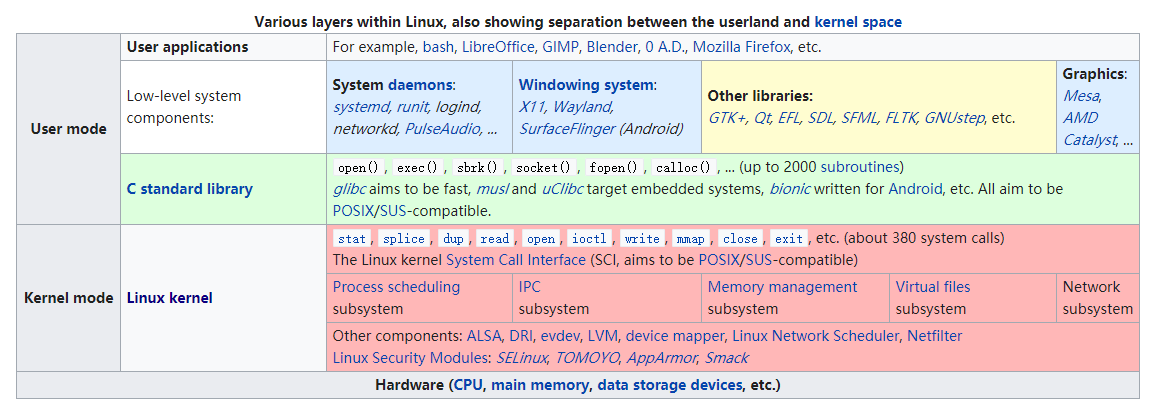 Various layers within Linux, also showing separation between the userland and kernel space
User mode
User applications
For example, bash, LibreOffice, GIMP, Blender, 0 A.D., Mozilla Firefox, etc.
Low-level system
components:
System daemons:
systemd, runit, logind,
networkd, PulseAudio, ...
Windowing system:
X11, Wayland,
SurfaceFlinger (Android)
Other libraries:
GTK+, Qt, EFL, SDL, SFML, FLTK, GNUstep, etc.
Graphics:
Mesa,
AMD
Catalyst, ...
C standard library
open(), exec(), sbrk(), socket(), fopen(), calloc(), ... (up to 2000 subroutines)
glibc aims to be fast, musl and uClibc target embedded systems, bionic written for Android, etc. All aim to be
POSIX/SUS-compatible.
Kernel mode
Linux kernel
stat, splice, dup, read, open, ioctl, write, mmap, close, exit, etc. (about 380 system calls)
The Linux kernel System Call Interface (SCI, aims to be POSIX/SUS-compatible)
Process scheduling
subsystem
IPC
subsystem
Memory management
subsystem
Virtual files
subsystem
Network
subsystem
Other components: ALSA, DRI, evdev, LVM, device mapper, Linux Network Scheduler, Netfilter
Linux Security Modules: SELinux, TOMOYO, AppArmor, Smack
Hardware (CPU, main memory, data storage devices, etc.)